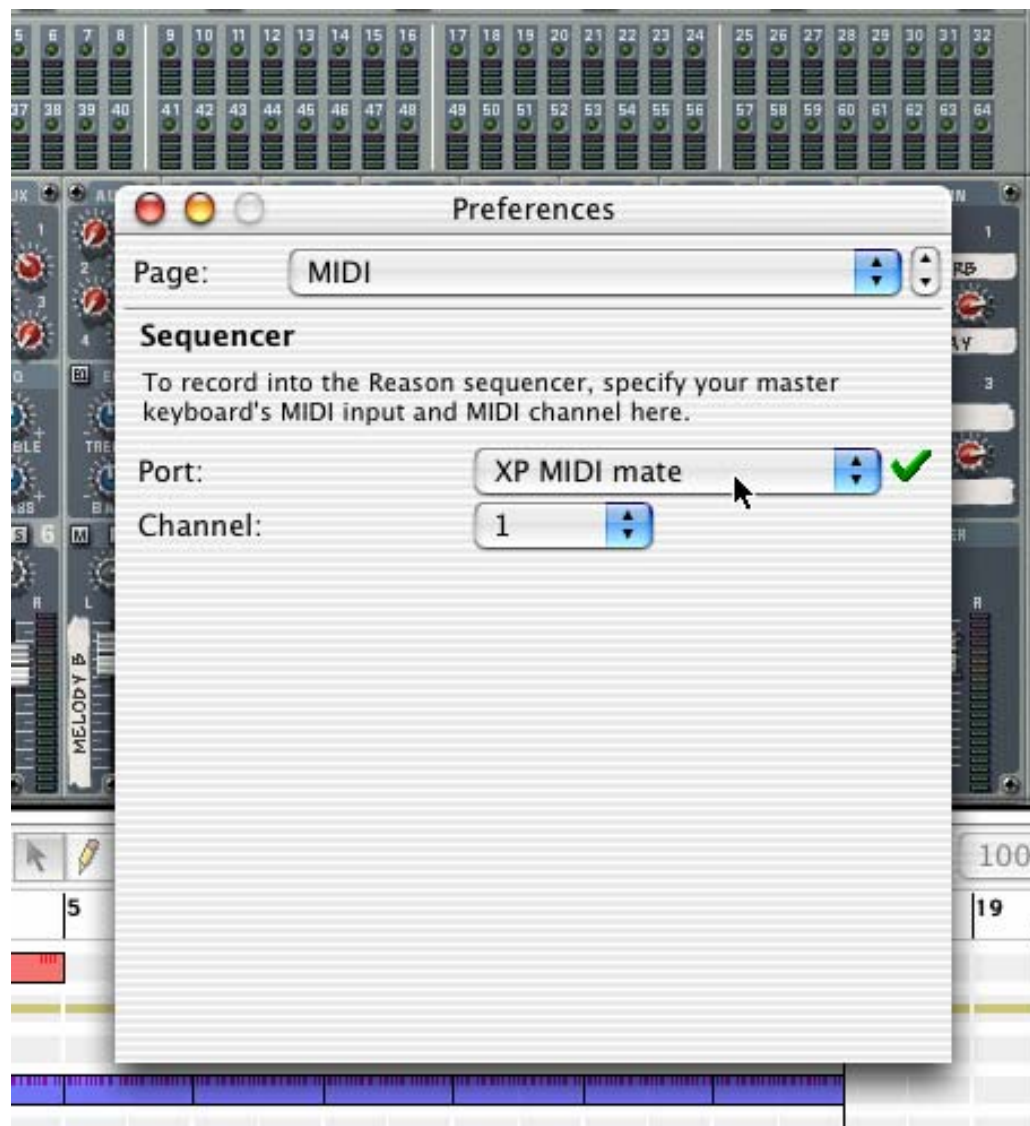 5 6 7 8 9 10 11 12 13 14 15 16 17 18 19 20 21 22 23 24 25 26 27 28 29 30 31 32
37 38 39 40 41 42 43 44 45 46 47 48 49 50 51 52 53 54 55 56 57 58 59 60 61 62 63 64
Preferences
Page: MIDI
Sequencer
To record into the Reason sequencer, specify your master
keyboard's MIDI input and MIDI channel here.
Port: XP MIDI mate
Channel: 1
MELODY B
100
5 19